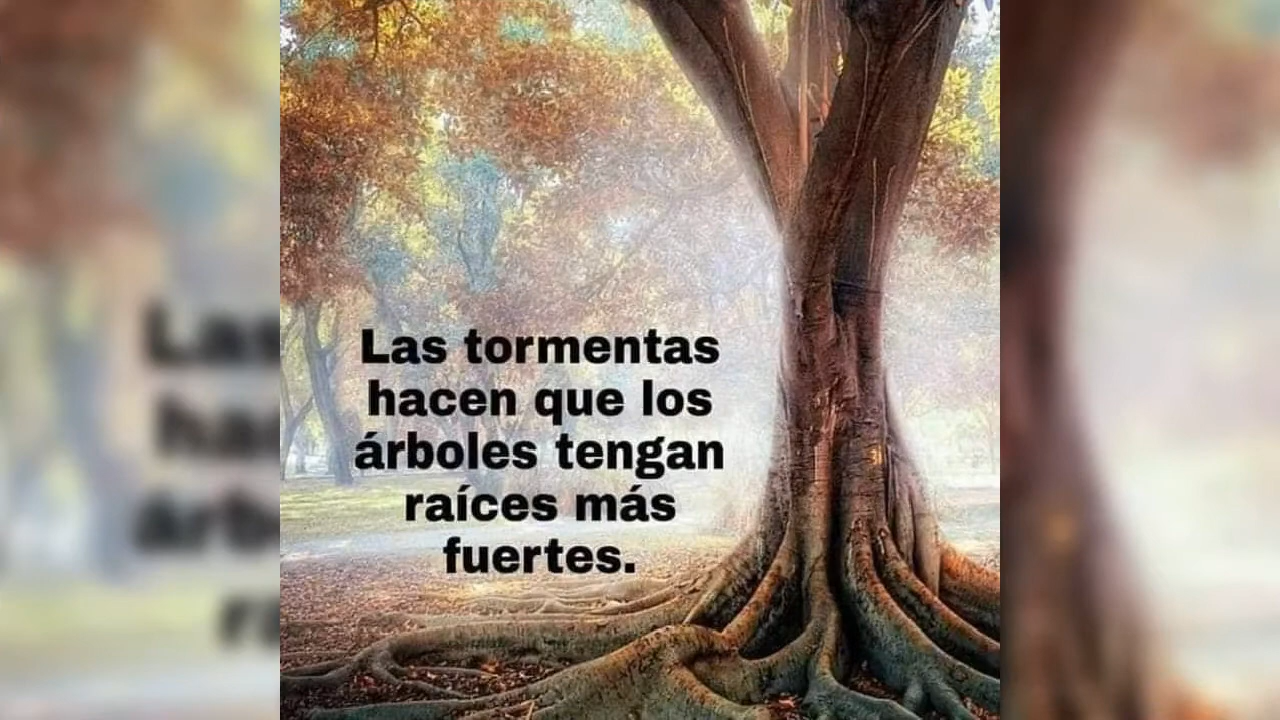 Las tormentas
hacen que los
árboles tengan
raíces más
fuertes.